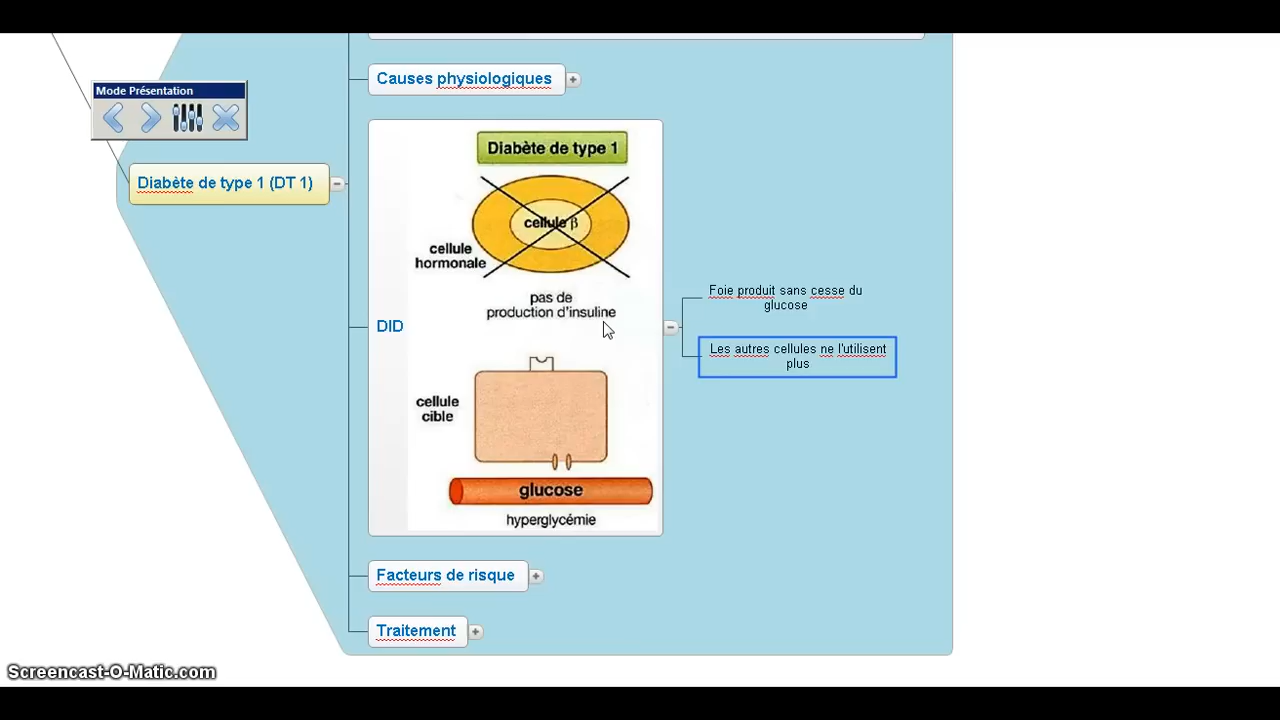 Mode Présentation
Causes physiologiques
Diabète de type 1 (DT 1)
DID
Diabète de type 1
cellule β
cellule
hormonale
pas de
production d'insuline
cellule
cible
glucose
hyperglycémie
Foie produit sans cesse du
glucose
Les autres cellules ne l'utilisent
plus
Facteurs de risque
Traitement
Screencast-O-Matic.com